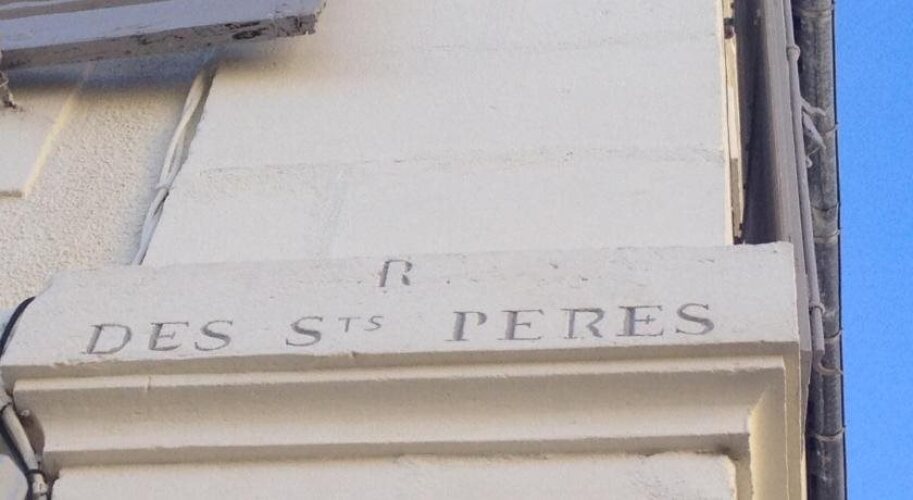 R
DES STS PERES